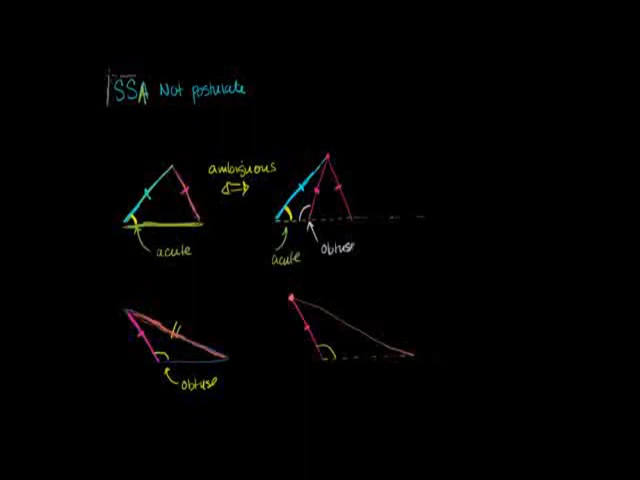 SSA Not postulate
ambiguous
acute
acute
obtuse
obtuse